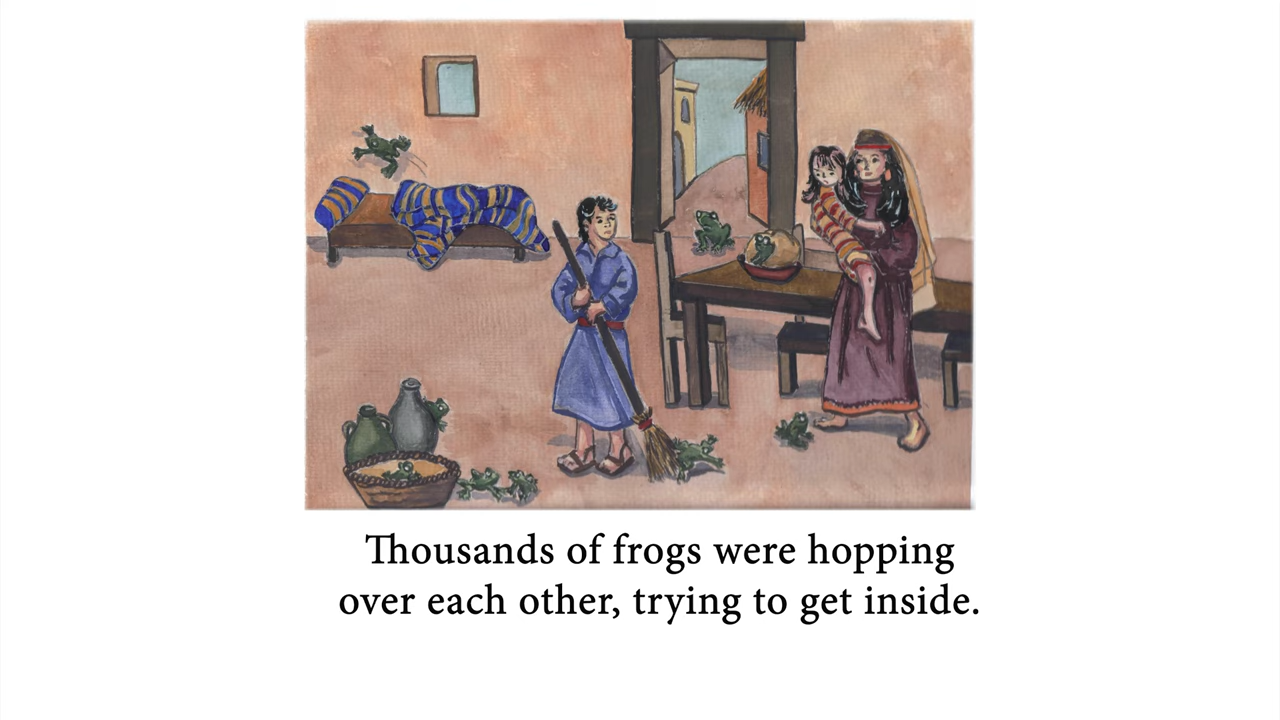 Thousands of frogs were hopping
over each other, trying to get inside.